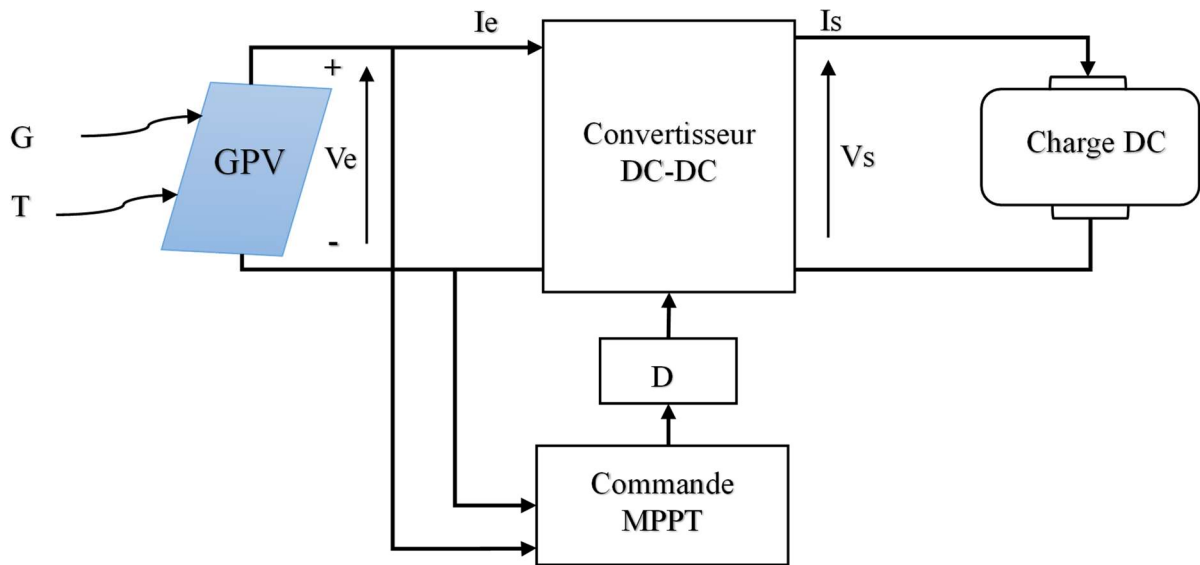 Ie
Is
+
G
GPV
Ve
T
-
Convertisseur
DC-DC
Vs
Charge DC
D
Commande
MPPT